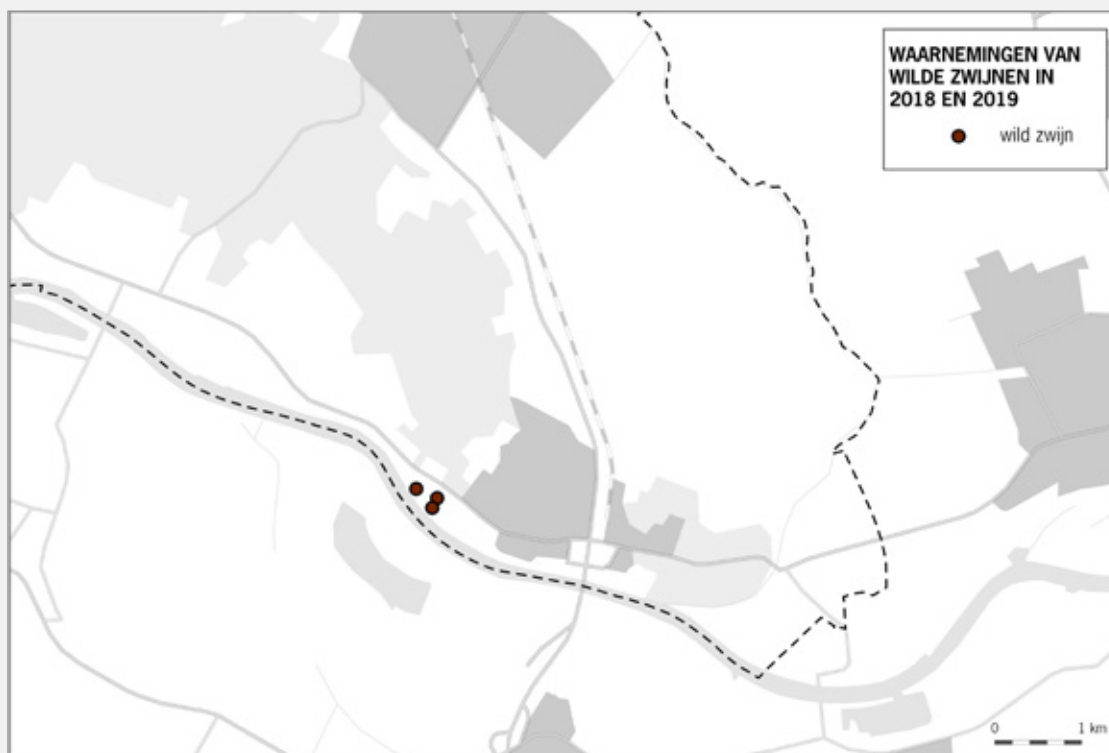 WAARNEMINGEN VAN
WILDE ZWIJNEN IN
2018 EN 2019
wild zwijn
0 1 km